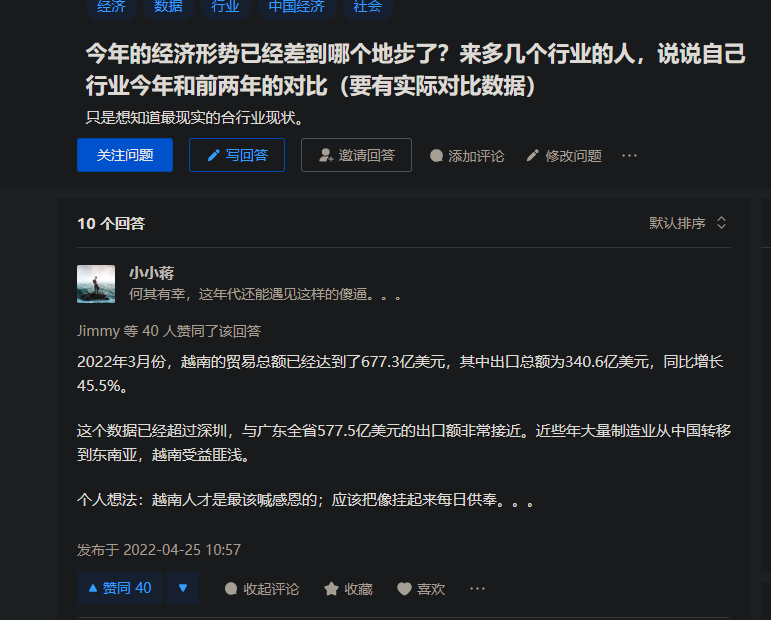 经济 数据 行业 中国经济 社会
今年的经济形势已经差到哪个地步了？来多几个行业的人，说说自己
行业今年和前两年的对比（要有实际对比数据）
只是想知道最现实的合行业现状。
关注问题 写回答 邀请回答 添加评论 修改问题 ···
10 个回答 默认排序
小小蒋
何其有幸，这年代还能遇见这样的傻逼。。。
Jimmy 等 40 人赞同了该回答
2022年3月份，越南的贸易总额已经达到了677.3亿美元，其中出口总额为340.6亿美元，同比增长
45.5%。
这个数据已经超过深圳，与广东全省577.5亿美元的出口额非常接近。近些年大量制造业从中国转移
到东南亚，越南受益匪浅。
个人想法：越南人才是最该喊感恩的；应该把像挂起来每日供奉。。。
发布于 2022-04-25 10:57
赞同 40 收起评论 收藏 喜欢 ···